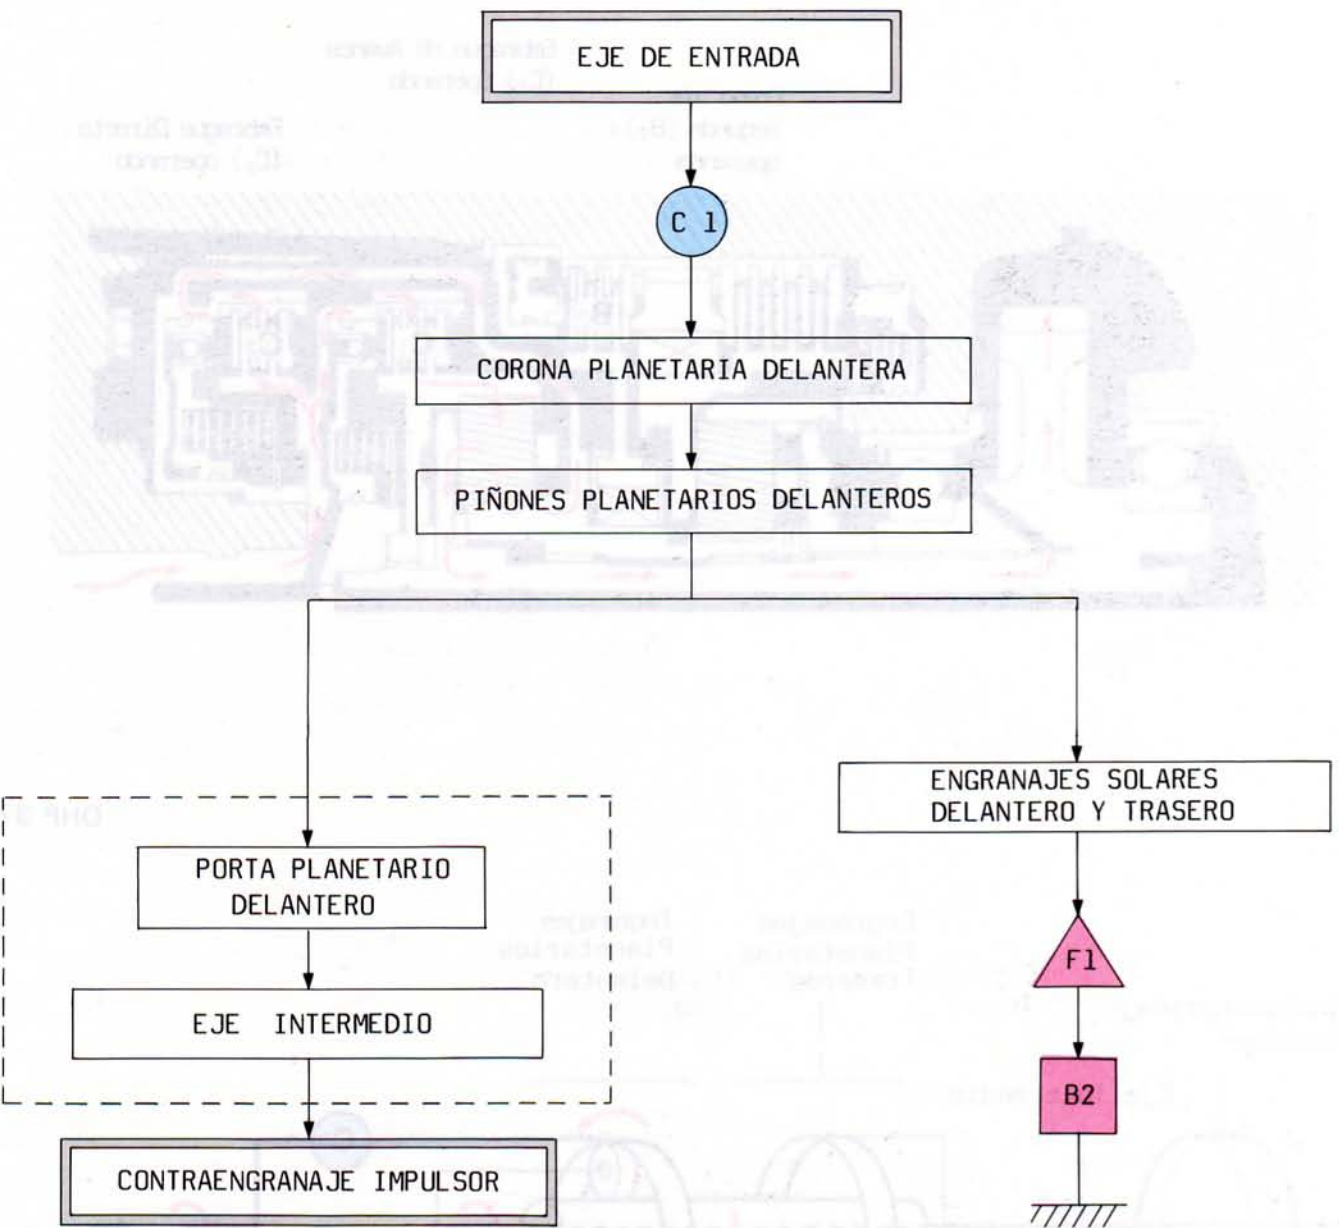 EJE DE ENTRADA
C 1
CORONA PLANETARIA DELANTERA
PIÑONES PLANETARIOS DELANTEROS
ENGRANAJES SOLARES
DELANTERO Y TRASERO
PORTA PLANETARIO
DELANTERO
F1
EJE INTERMEDIO
B2
CONTRAENGRANAJE IMPULSOR